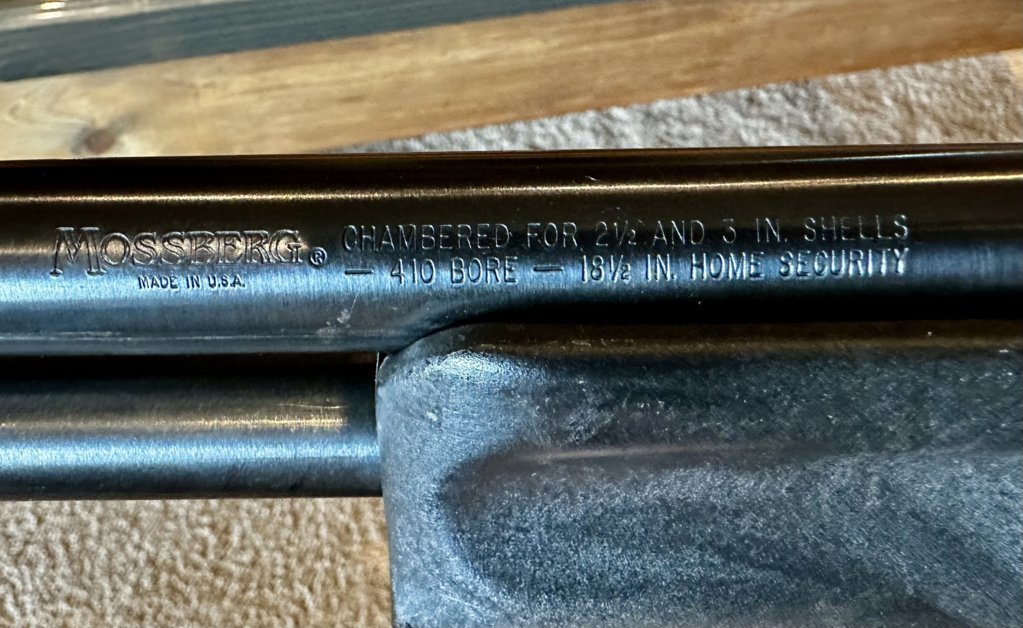 MOSSBERG®
MADE IN U.S.A.
CHAMBERED FOR 2½ AND 3 IN. SHELLS
— 410 BORE — 18½ IN. HOME SECURITY